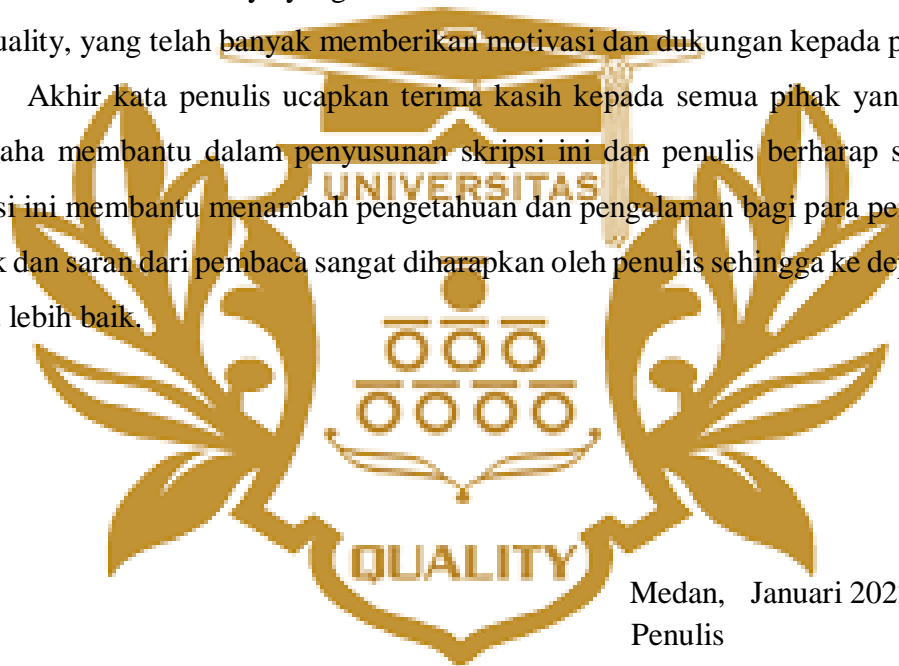 uality, yang telah banyak memberikan motivasi dan dukungan kepada p
Akhir kata penulis ucapkan terima kasih kepada semua pihak yan
aha membantu dalam penyusunan skripsi ini dan penulis berharap s
UNIVERSITAS
si ini membantu menambah pengetahuan dan pengalaman bagi para pe
k dan saran dari pembaca sangat diharapkan oleh penulis sehingga ke de
lebih baik.
QUALITY
Medan, Januari 202
Penulis